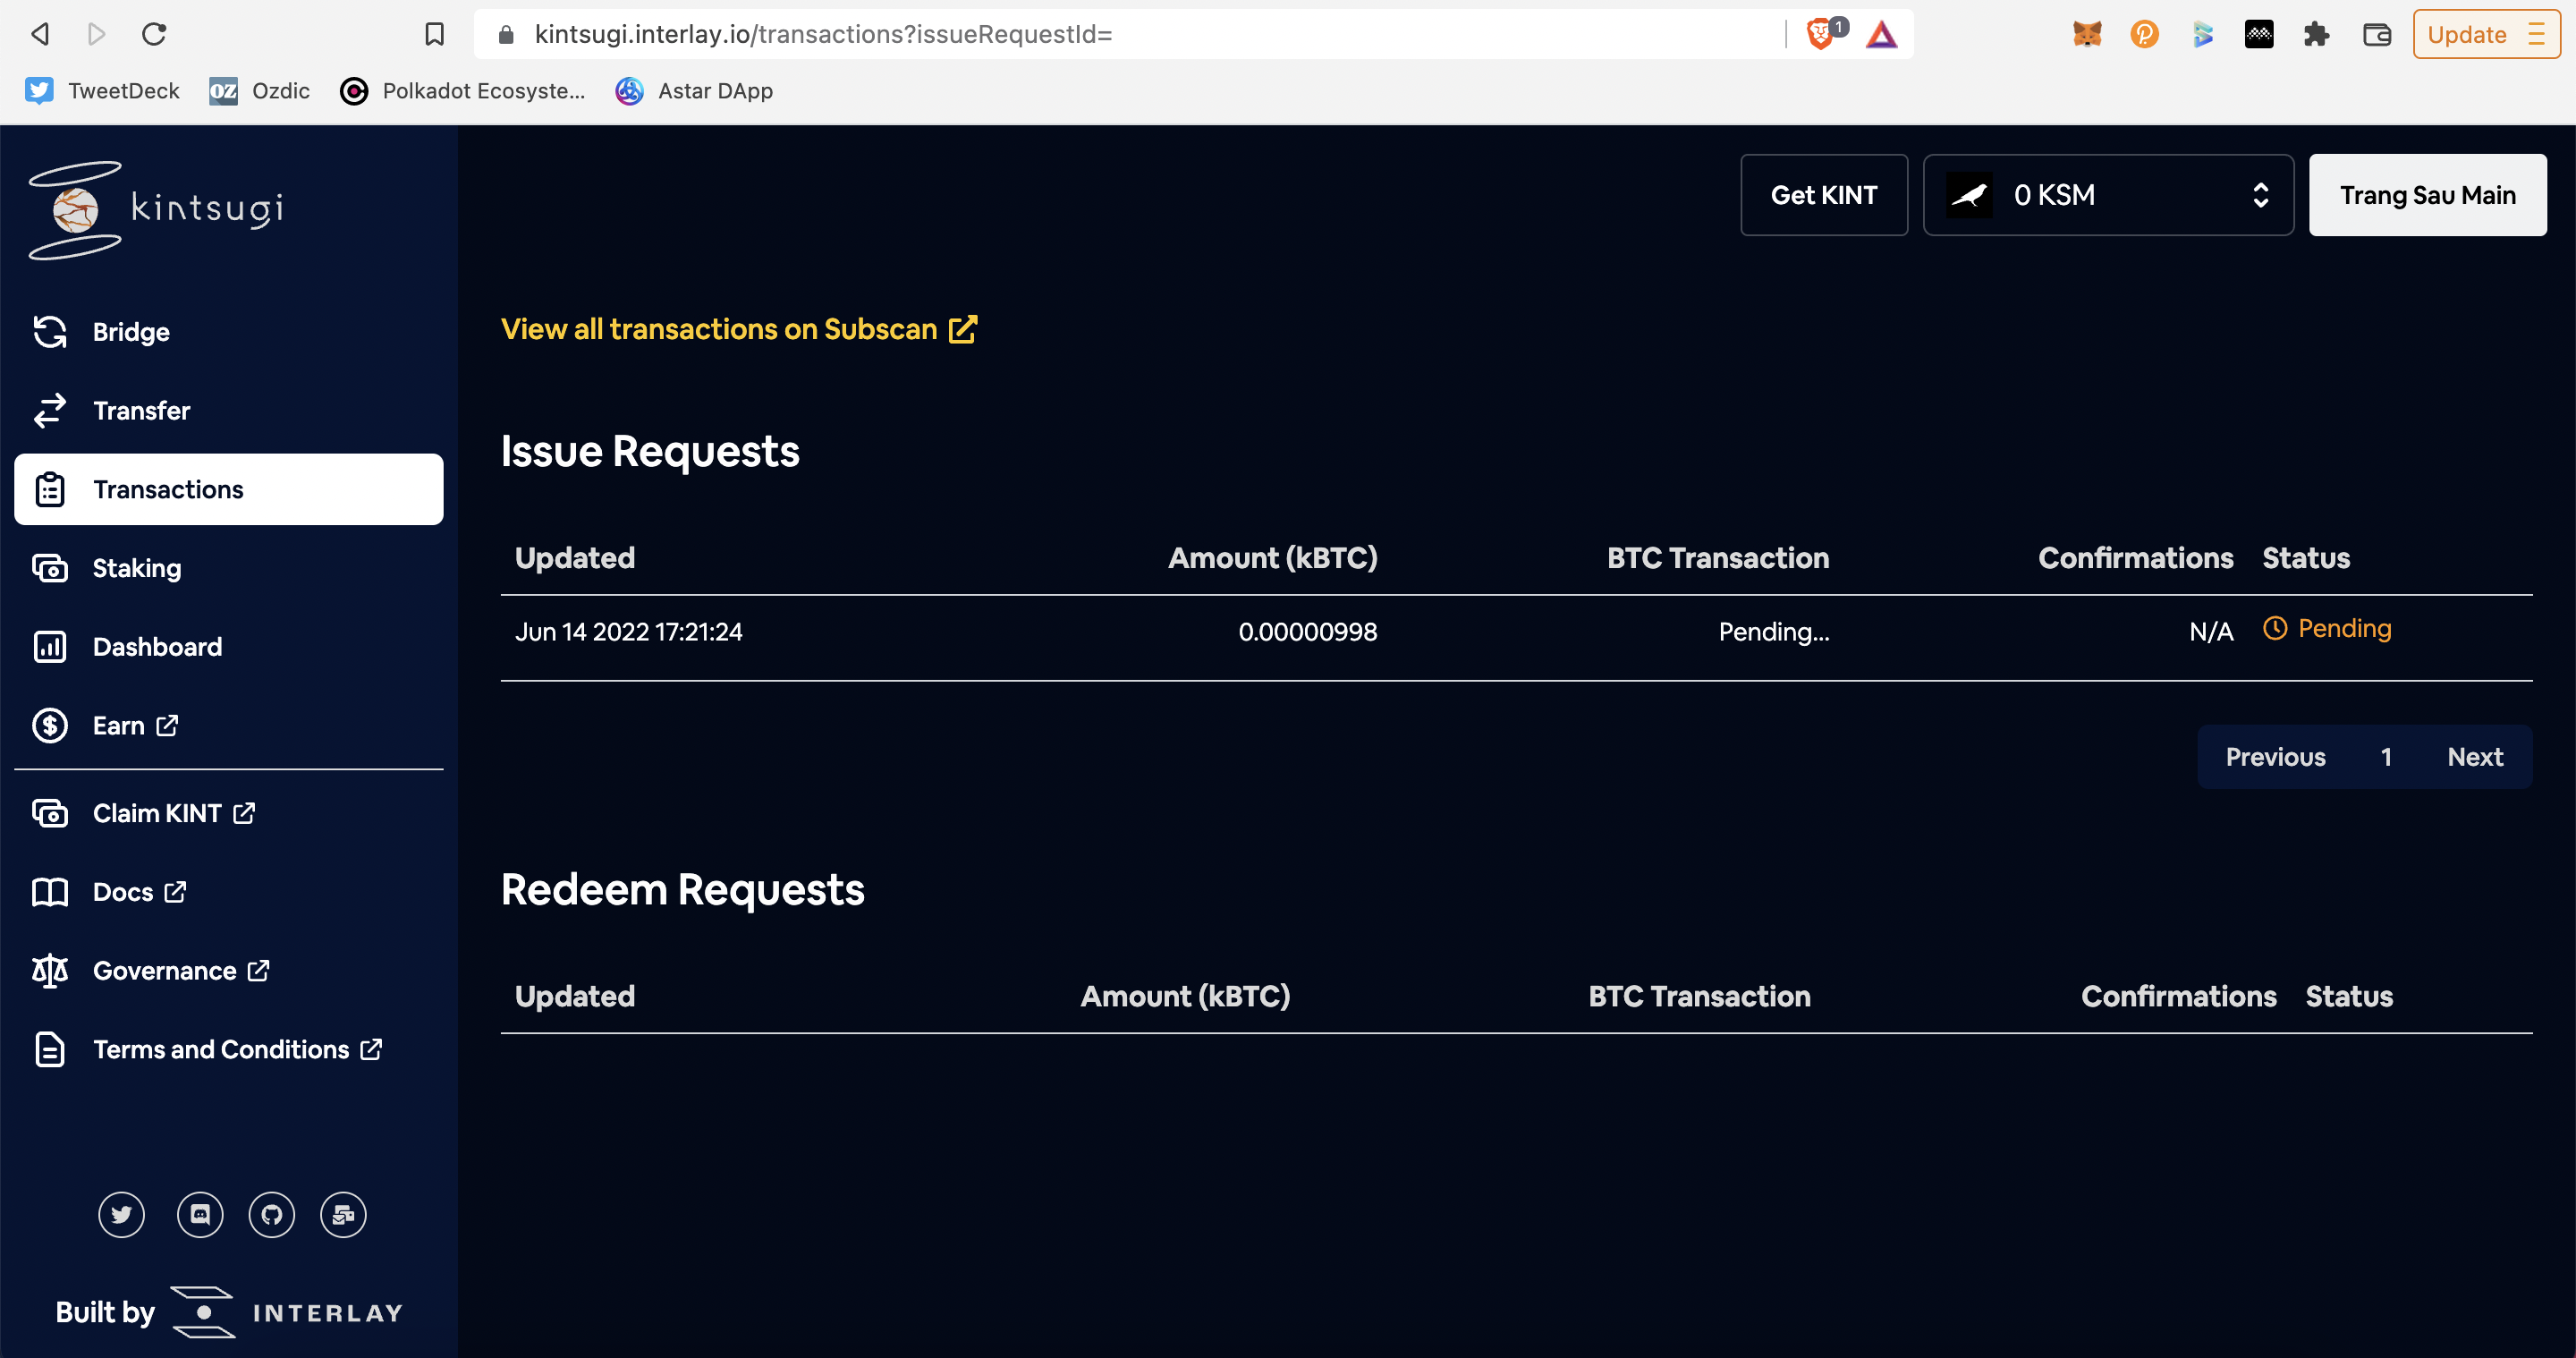 kintsugi.interlay.io/transactions?issueRequestId=
1
Update
TweetDeck
OZ Ozdic
Polkadot Ecosyste...
Astar DApp
kintsugi
Get KINT
0 KSM
Trang Sau Main
Bridge
Transfer
Transactions
Staking
Dashboard
Earn
Claim KINT
Docs
Governance
Terms and Conditions
Built by INTERLAY
View all transactions on Subscan
Issue Requests
Updated Amount (kBTC) BTC Transaction Confirmations Status
Jun 14 2022 17:21:24 0.00000998 Pending... N/A Pending
Previous 1 Next
Redeem Requests
Updated Amount (kBTC) BTC Transaction Confirmations Status